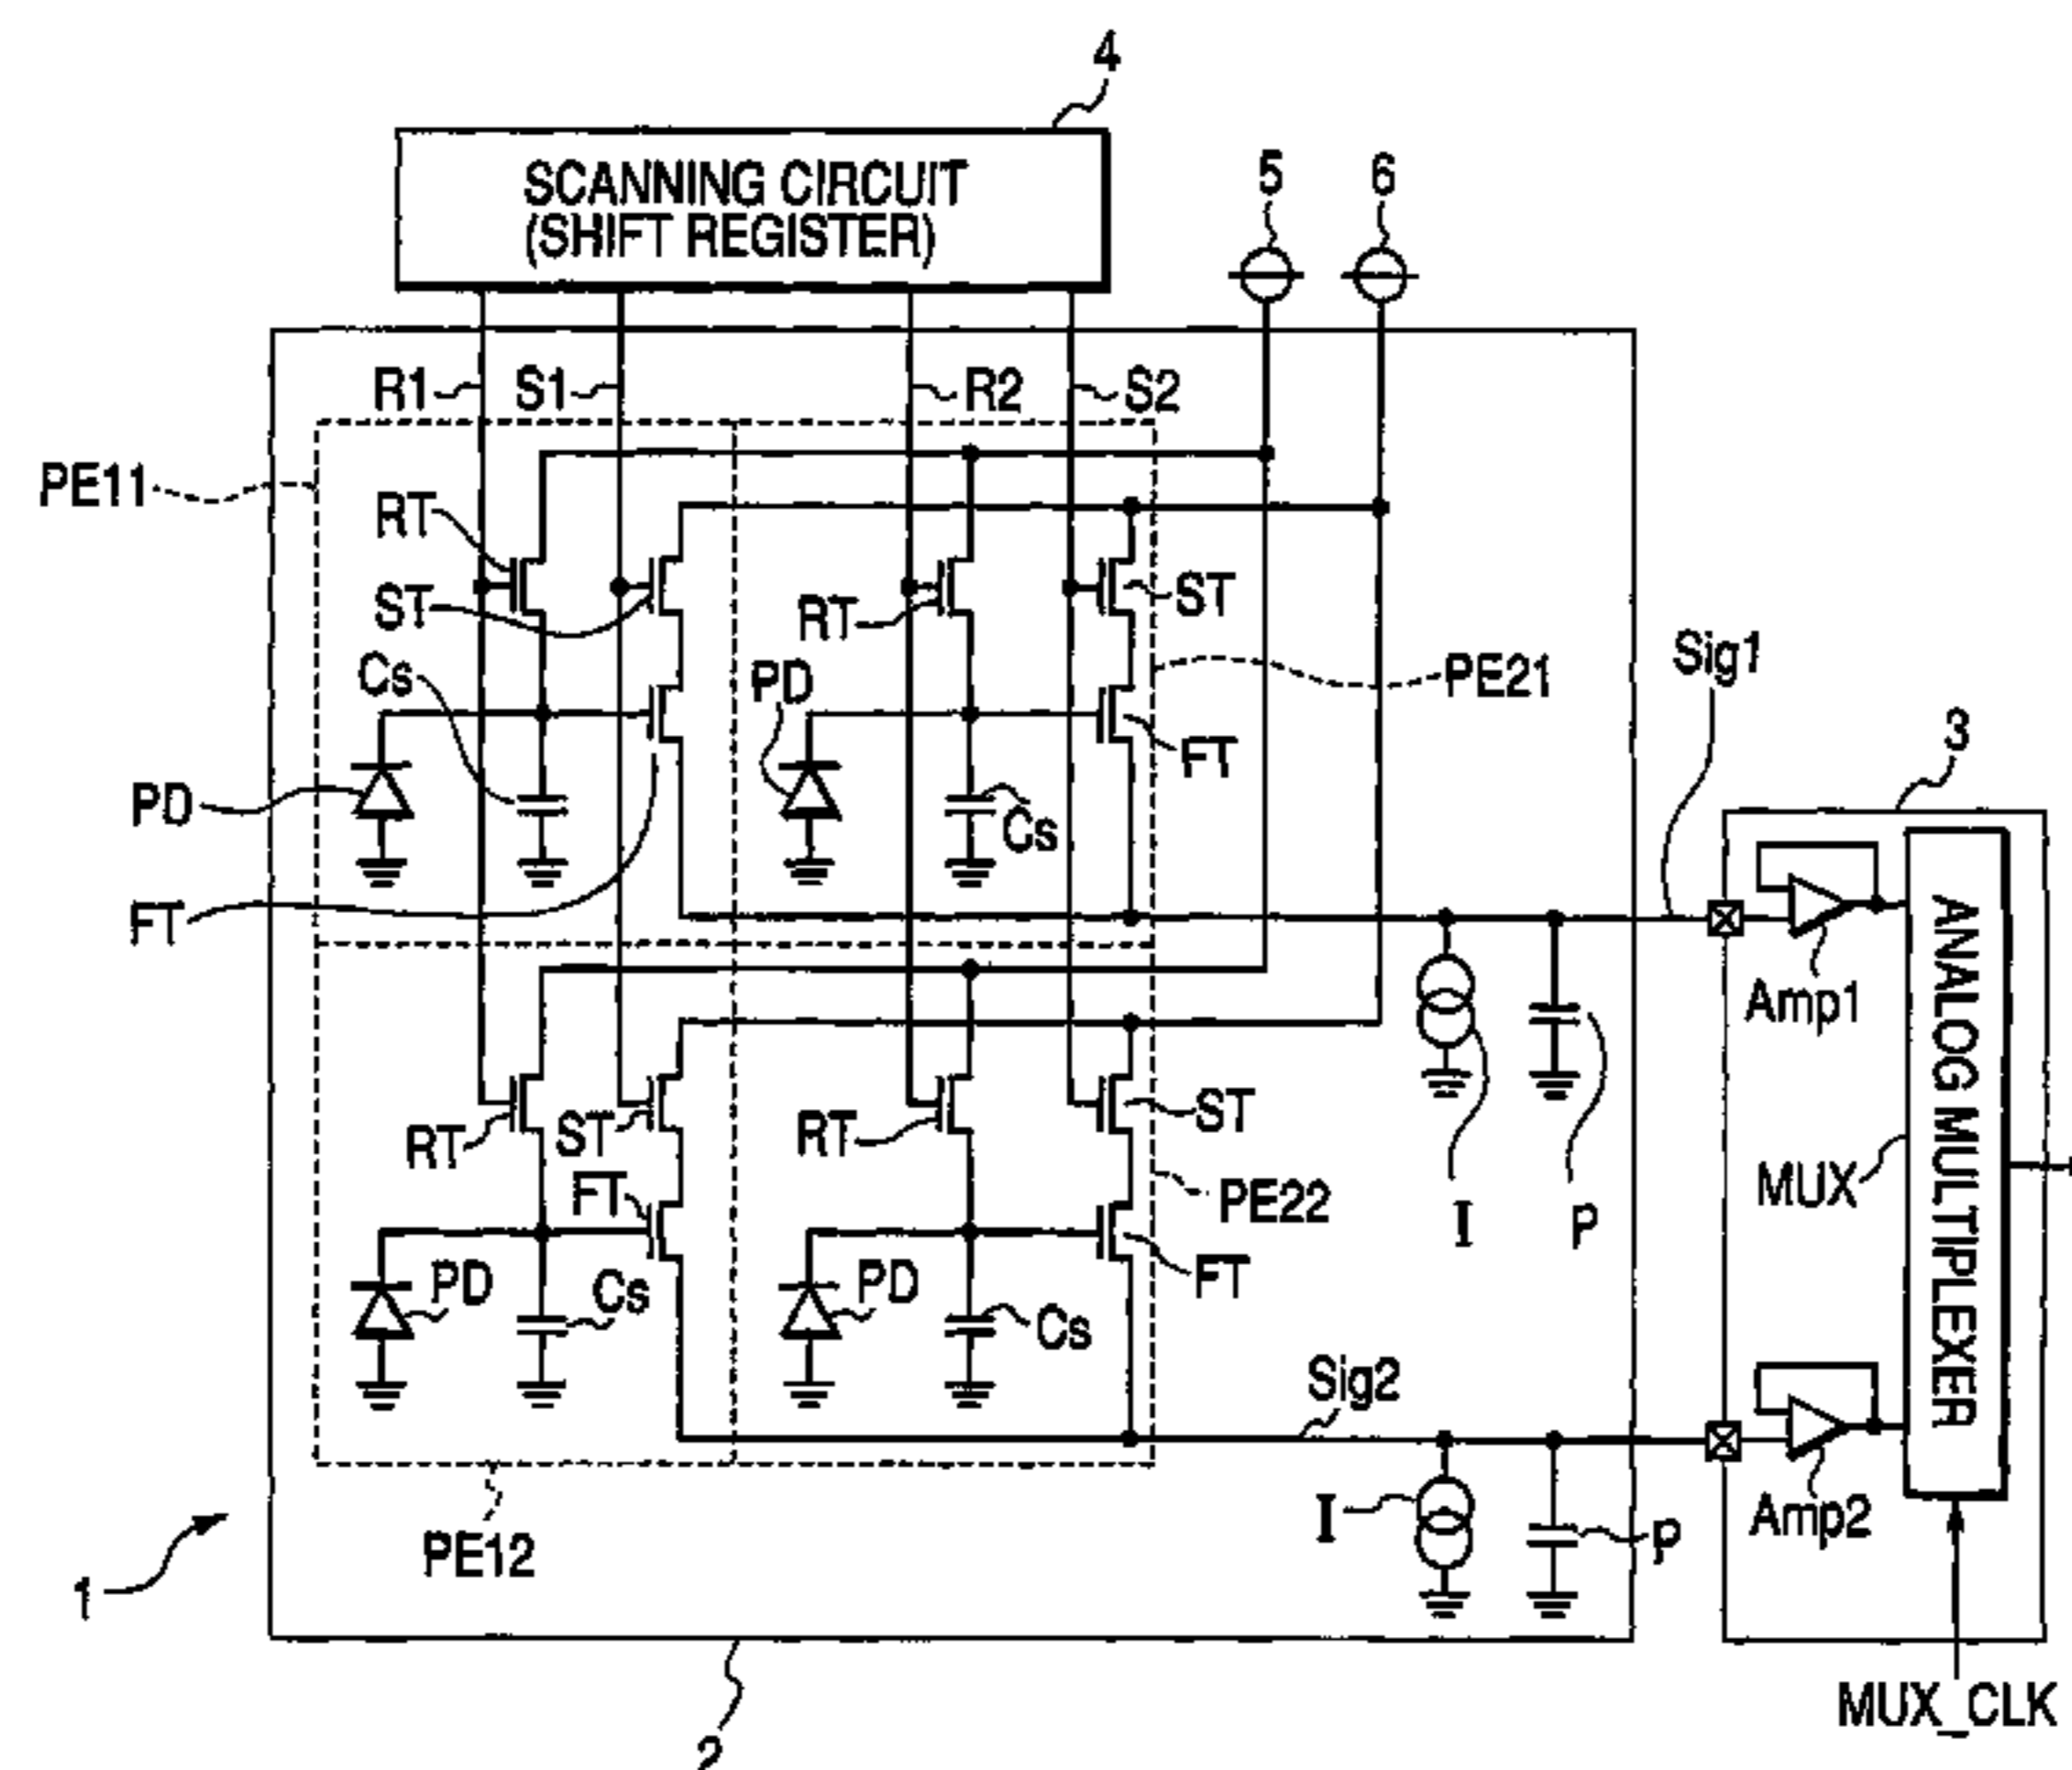 4
SCANNING CIRCUIT
(SHIFT REGISTER)
5
6
R1
S1
R2
S2
PE11
RT
ST
RT
ST
Cs
PD
PE21
Sig1
FT
3
PD
Cs
FT
Amp1
ANALOG MULTIPLEXER
RT
ST
RT
ST
MUX
FT
PE22
I
P
PD
Cs
PD
Cs
FT
Sig2
I
P
Amp2
PE12
1
2
MUX_CLK